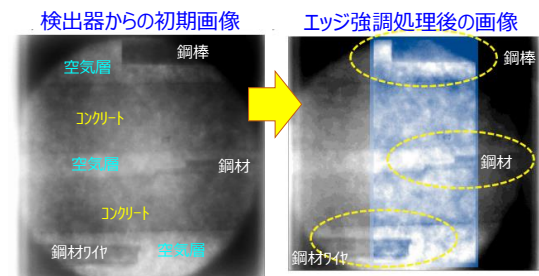 検出器からの初期画像
エッジ強調処理後の画像
鋼棒
空気層
コンクリート
空気層
鋼材
コンクリート
鋼材ワイヤ
空気層
鋼棒
鋼材
鋼材ワイヤ